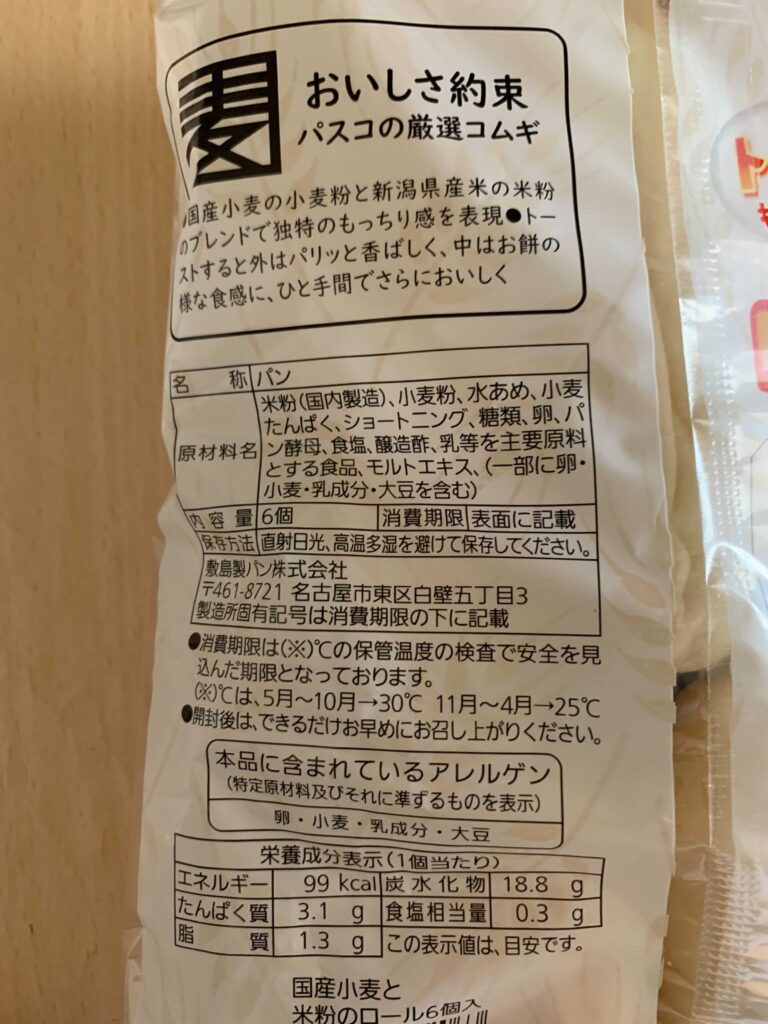 麦
おいしさ約束
パスコの厳選コムギ
●国産小麦の小麦粉と新潟県産米の米粉
のブレンドで独特のもっちり感を表現●トー
ストすると外はパリッと香ばしく、中はお餅の
様な食感に、ひと手間でさらにおいしく
名称 パン
原材料名 米粉(国内製造)、小麦粉、水あめ、小麦
たんぱく、ショートニング、糖類、卵、パ
ン酵母、食塩、醸造酢、乳等を主要原料
とする食品、モルトエキス、(一部に卵・
小麦・乳成分・大豆を含む)
内容量 6個 消費期限 表面に記載
保存方法 直射日光、高温多湿を避けて保存してください。
敷島製パン株式会社
〒461-8721 名古屋市東区白壁五丁目3
製造所固有記号は消費期限の下に記載
●消費期限は(※)℃の保管温度の検査で安全を見
込んだ期限となっております。
(※)℃は、5月～10月→30℃ 11月～4月→25℃
●開封後は、できるだけお早めにお召し上がりください。
本品に含まれているアレルゲン
(特定原材料及びそれに準ずるものを表示)
卵・小麦・乳成分・大豆
栄養成分表示(1個当たり)
エネルギー 99 kcal 炭水化物 18.8 g
たんぱく質 3.1 g 食塩相当量 0.3 g
脂質 1.3 g この表示値は、目安です。
国産小麦と
米粉のロール6個入